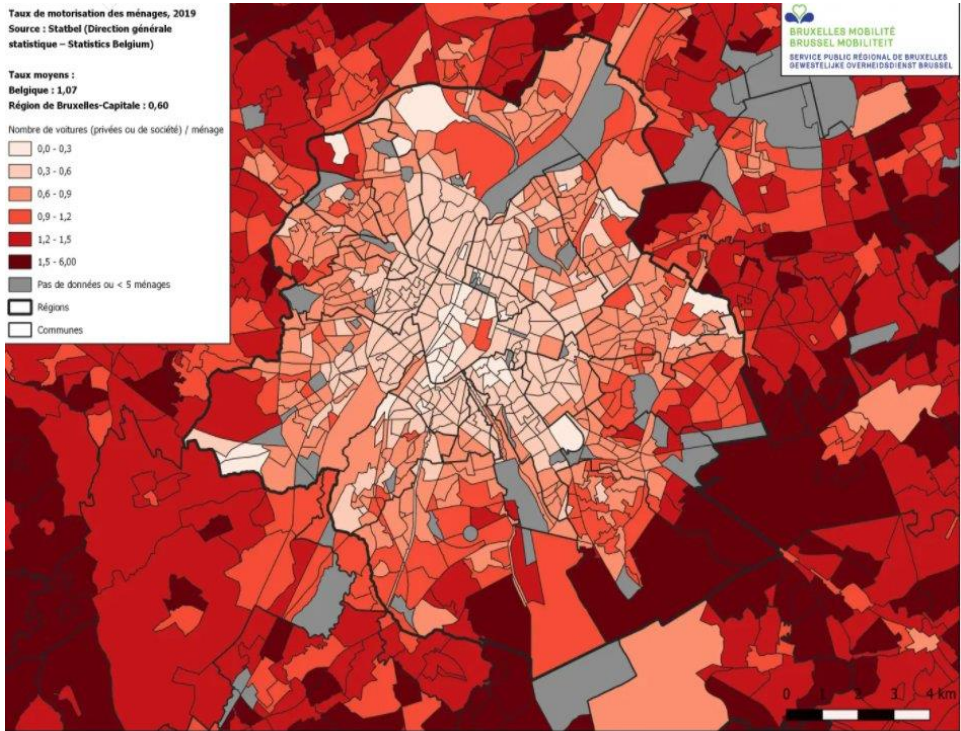 Taux de motorisation des ménages, 2019
Source : Statbel (Direction générale
statistique – Statistics Belgium)
Taux moyens :
Belgique : 1,07
Région de Bruxelles-Capitale : 0,60
Nombre de voitures (privées ou de société) / ménage
0,0 - 0,3
0,3 - 0,6
0,6 - 0,9
0,9 - 1,2
1,2 - 1,5
1,5 - 6,00
Pas de données ou < 5 ménages
Régions
Communes
BRUXELLES MOBILITÉ
BRUSSEL MOBILITEIT
SERVICE PUBLIC RÉGIONAL DE BRUXELLES
GEWESTELIJKE OVERHEIDSDIENST BRUSSEL
0 1 2 3 4 km